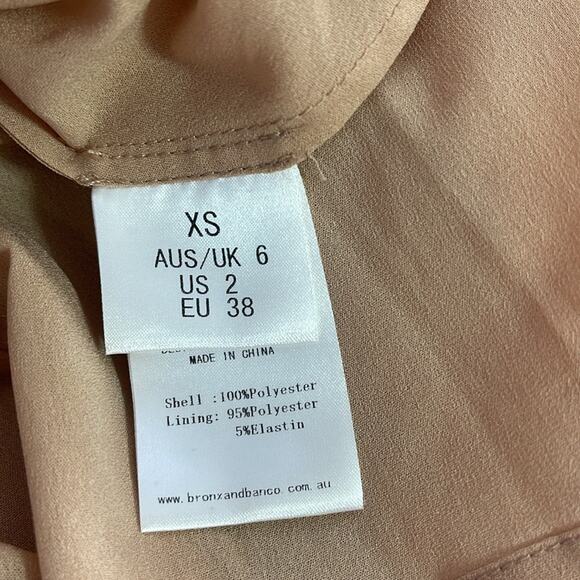 XS
AUS/UK 6
US 2
EU 38
MADE IN CHINA
Shell :100%Polyester
Lining: 95%Polyester
5%Elastin
www.bronxandbanco.com.au